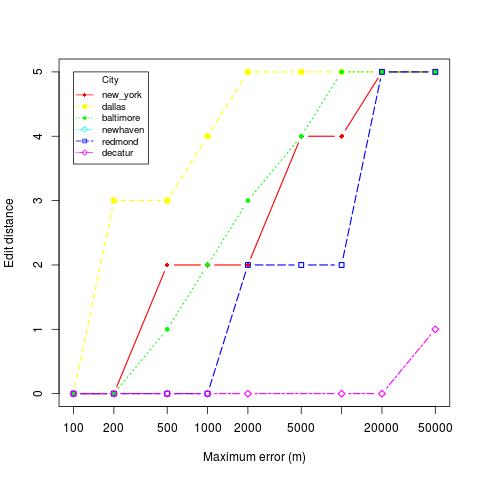 City
new_york
dallas
baltimore
newhaven
redmond
decatur
Edit distance
5
4
3
2
1
0
100 200 500 1000 2000 5000 20000 50000
Maximum error (m)